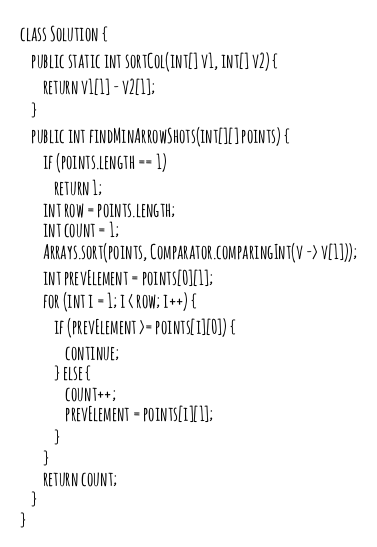 class Solution {
public static int sortCol(int[] v1, int[] v2) {
return v1[1] - v2[1];
}
public int findMinArrowShots(int[][] points) {
if (points.length == 1)
return 1;
int row = points.length;
int count = 1;
Arrays.sort(points, Comparator.comparingInt(v -> v[1]));
int prevElement = points[0][1];
for (int i = 1; i < row; i++) {
if (prevElement >= points[i][0]) {
continue;
} else {
count++;
prevElement = points[i][1];
}
}
return count;
}
}